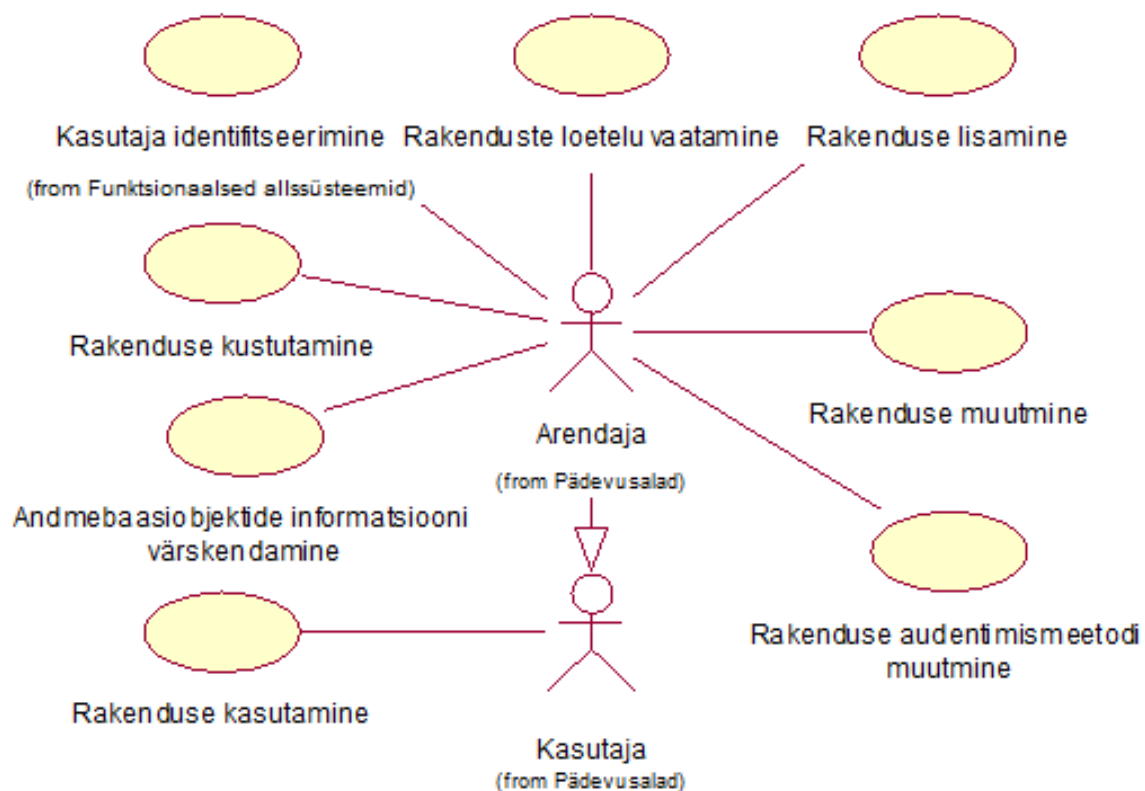 Kasutaja identifitseerimine
(from Funktsionaalsed allssüsteemid)
Rakenduste loetelu vaatamine
Rakenduse lisamine
Rakenduse kustutamine
Rakenduse muutmine
Arendaja
(from Pädevusalad)
Andmebaasiobjektide informatsiooni
värskendamine
Rakenduse audentimismeetodi
muutmine
Rakenduse kasutamine
Kasutaja
(from Pädevusalad)